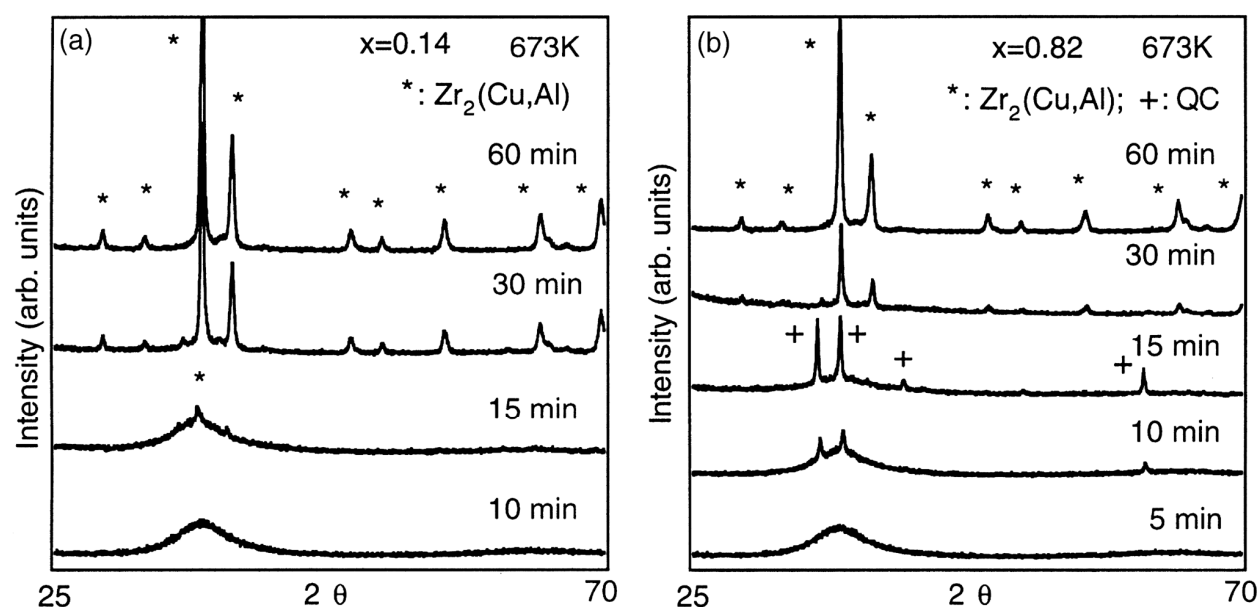 (a)
x=0.14 673K
*: Zr₂(Cu,Al)
60 min
30 min
15 min
10 min
Intensity (arb. units)
25 2 θ 70
(b)
x=0.82 673K
*: Zr₂(Cu,Al); +: QC
60 min
30 min
15 min
10 min
5 min
Intensity (arb. units)
25 2 θ 70